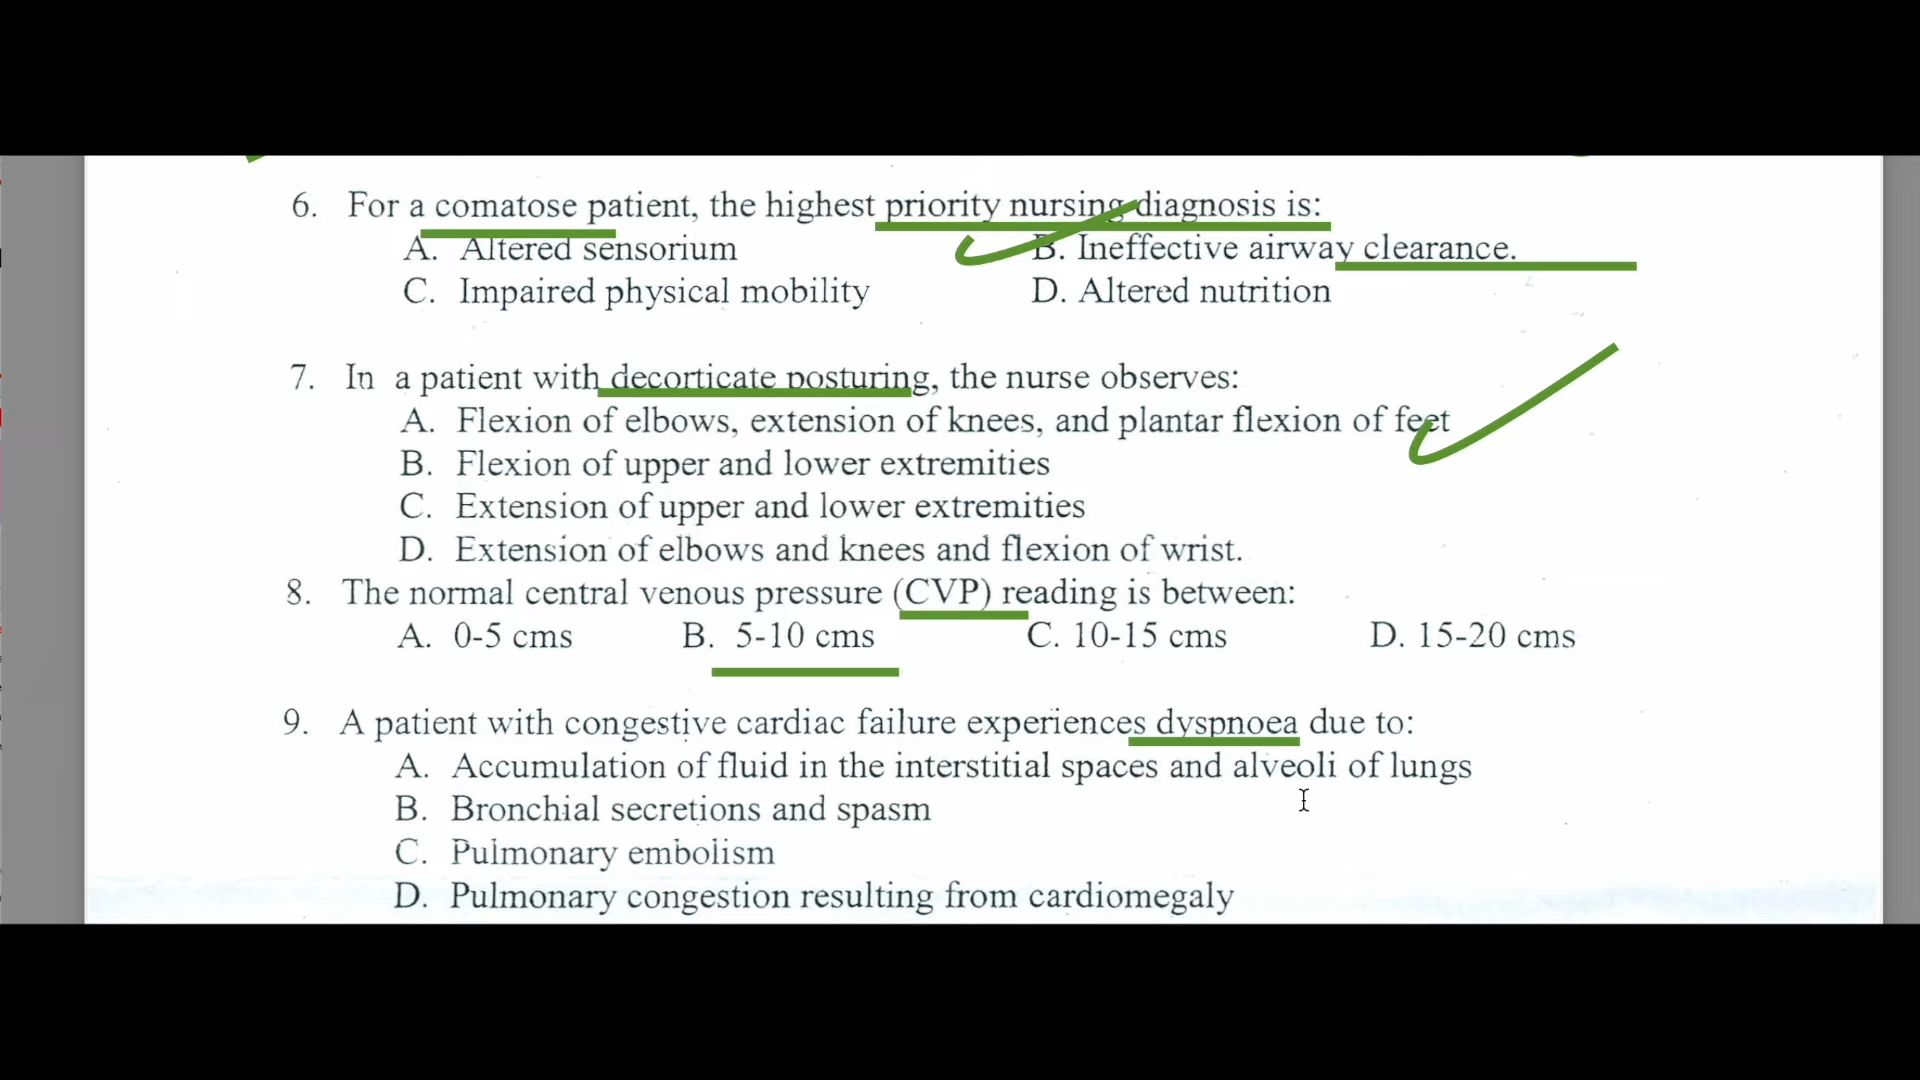 6. For a comatose patient, the highest priority nursing diagnosis is:
A. Altered sensorium B. Ineffective airway clearance.
C. Impaired physical mobility D. Altered nutrition
7. In a patient with decorticate posturing, the nurse observes:
A. Flexion of elbows, extension of knees, and plantar flexion of feet
B. Flexion of upper and lower extremities
C. Extension of upper and lower extremities
D. Extension of elbows and knees and flexion of wrist.
8. The normal central venous pressure (CVP) reading is between:
A. 0-5 cms B. 5-10 cms C. 10-15 cms D. 15-20 cms
9. A patient with congestive cardiac failure experiences dyspnoea due to:
A. Accumulation of fluid in the interstitial spaces and alveoli of lungs
B. Bronchial secretions and spasm
C. Pulmonary embolism
D. Pulmonary congestion resulting from cardiomegaly